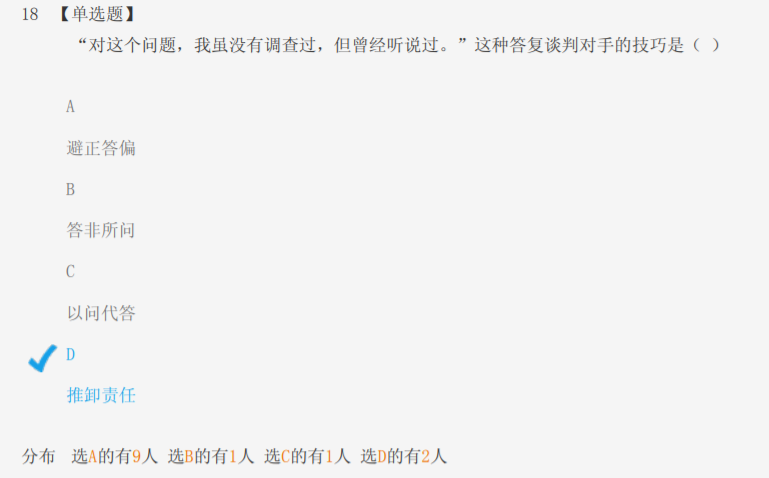 18 【单选题】
“对这个问题，我虽没有调查过，但曾经听说过。”这种答复谈判对手的技巧是（ ）
A
避正答偏
B
答非所问
C
以问代答
D
推卸责任
分布 选A的有9人 选B的有1人 选C的有1人 选D的有2人